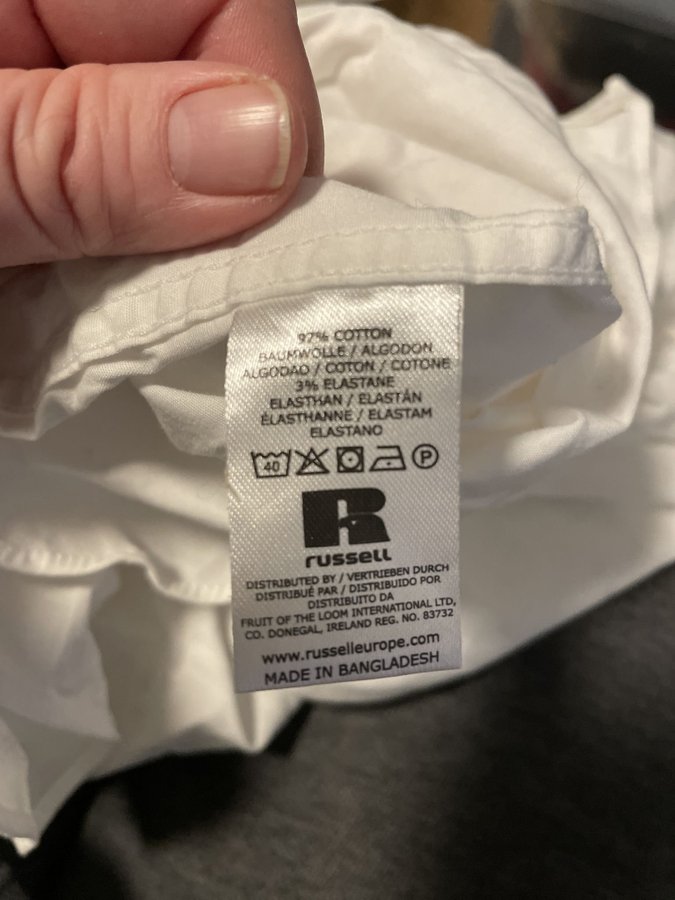 97% COTTON
BAUMWOLLE / ALGODON
ALGODAO / COTON / COTONE
3% ELASTANE
ELASTHAN / ELASTÁN
ÉLASTHANNE / ELASTAM
ELASTANO
40 P
R
russell
DISTRIBUTED BY / VERTRIEBEN DURCH
DISTRIBUÉ PAR / DISTRIBUIDO POR
DISTRIBUITO DA
FRUIT OF THE LOOM INTERNATIONAL LTD,
CO. DONEGAL, IRELAND REG. NO. 83732
www.russelleurope.com
MADE IN BANGLADESH